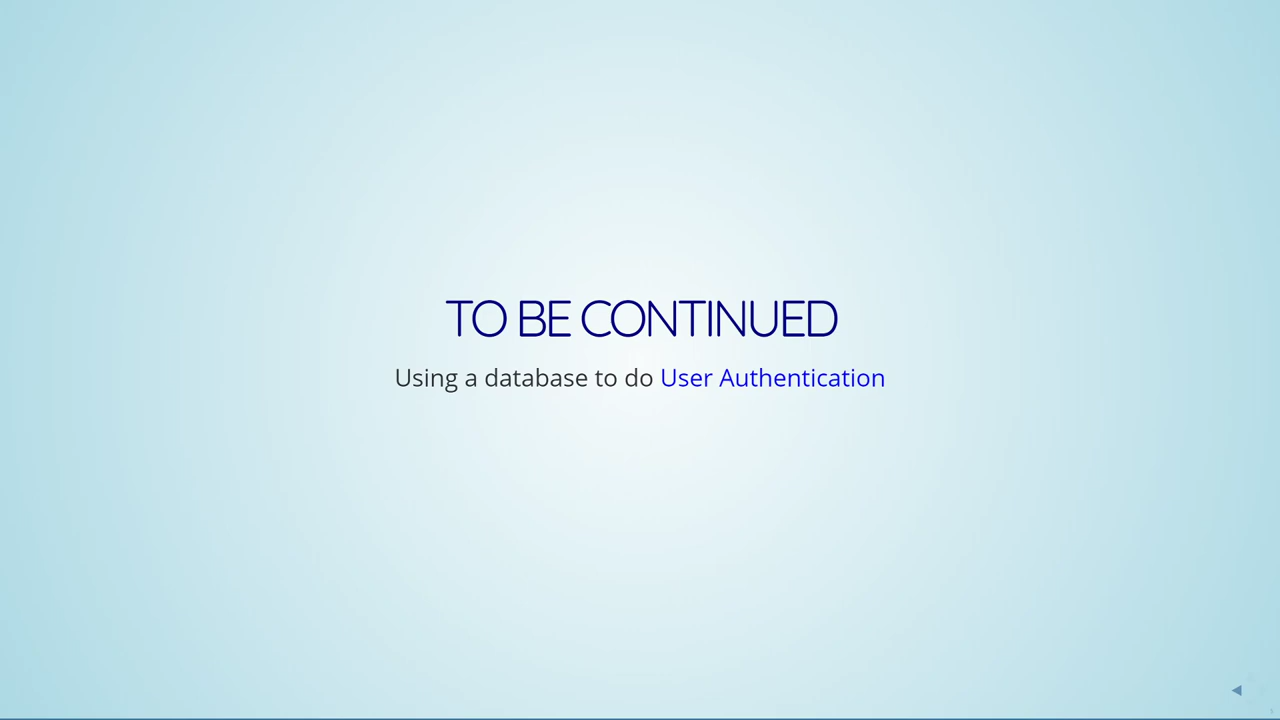 TO BE CONTINUED
Using a database to do User Authentication